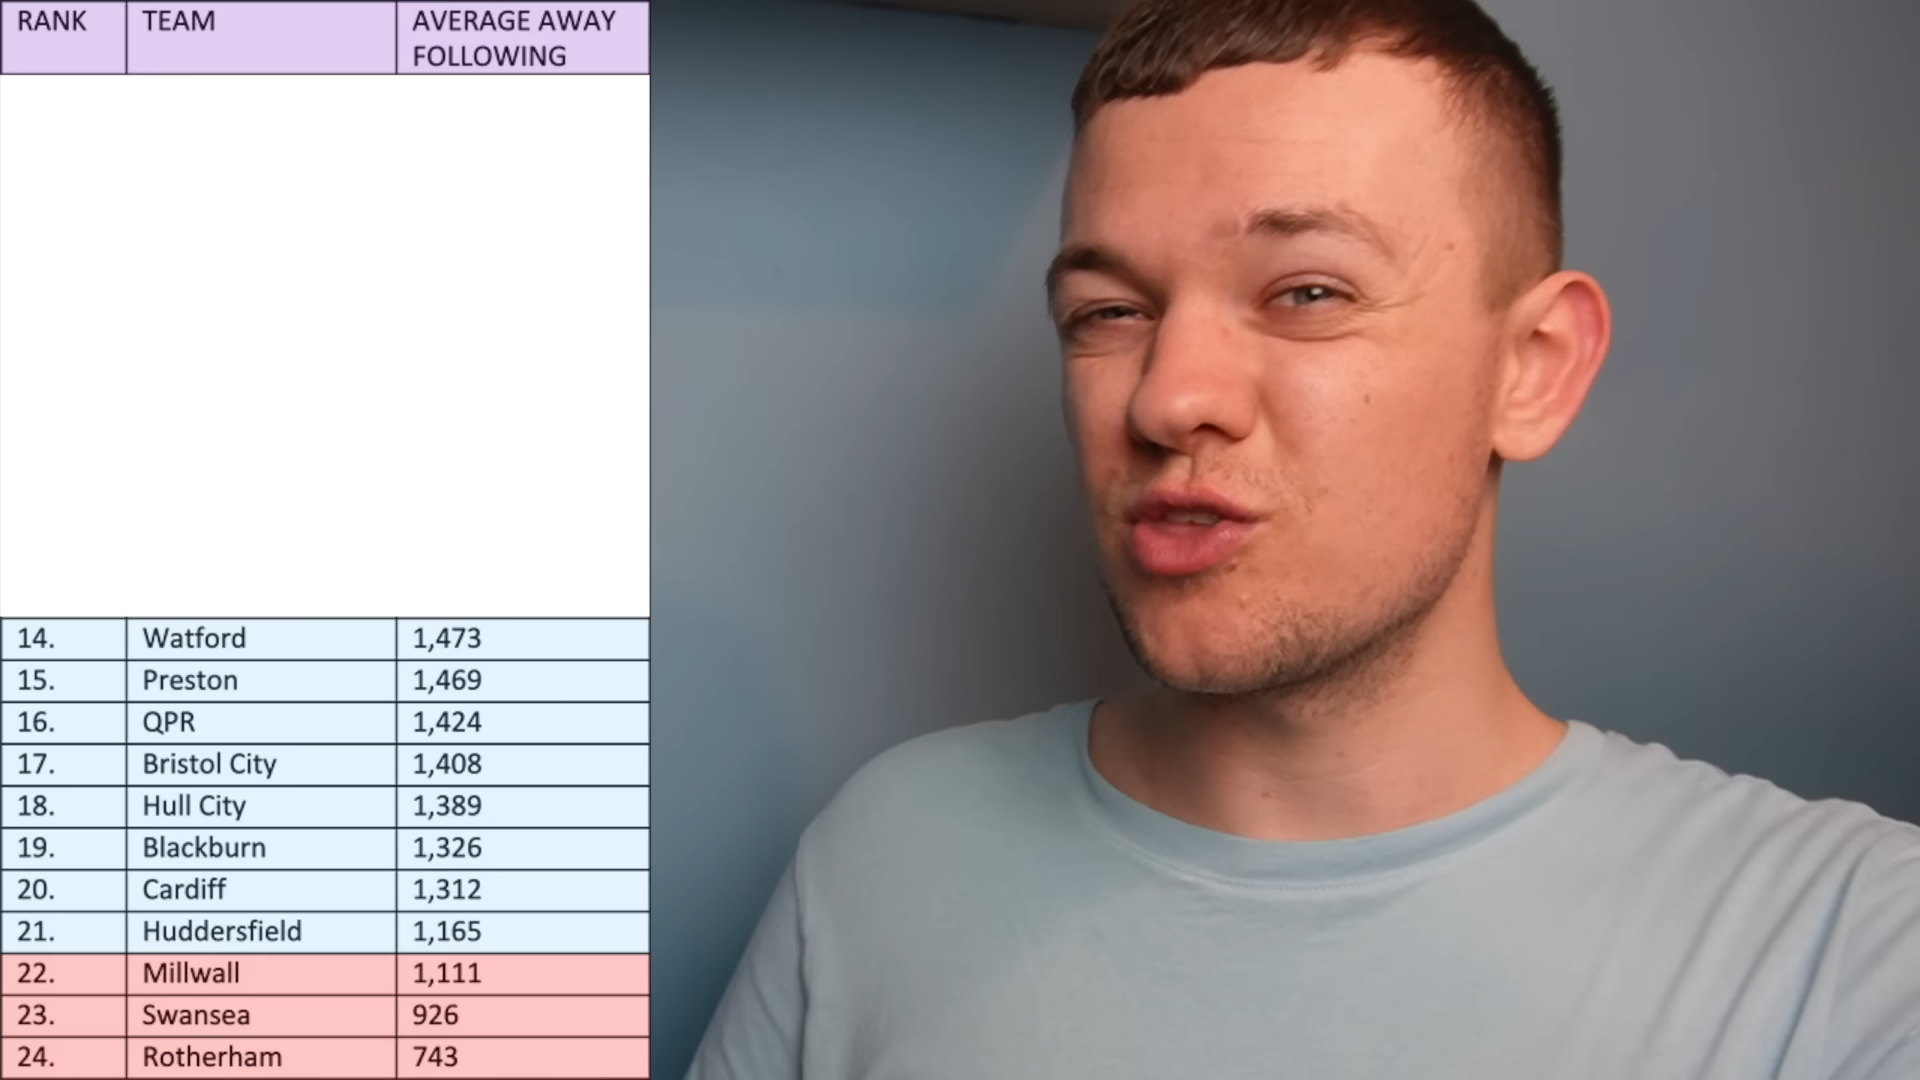 RANK TEAM AVERAGE AWAY
FOLLOWING
14. Watford 1,473
15. Preston 1,469
16. QPR 1,424
17. Bristol City 1,408
18. Hull City 1,389
19. Blackburn 1,326
20. Cardiff 1,312
21. Huddersfield 1,165
22. Millwall 1,111
23. Swansea 926
24. Rotherham 743